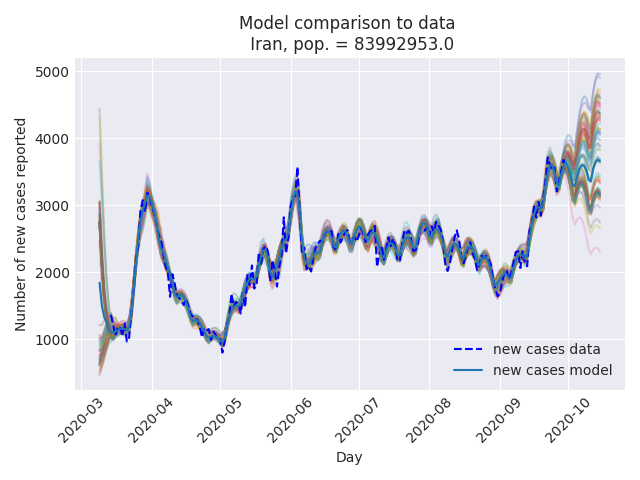 Model comparison to data
Iran, pop. = 83992953.0
Number of new cases reported
5000
4000
3000
2000
1000
new cases data
new cases model
2020-03
2020-04
2020-05
2020-06
2020-07
2020-08
2020-09
2020-10
Day